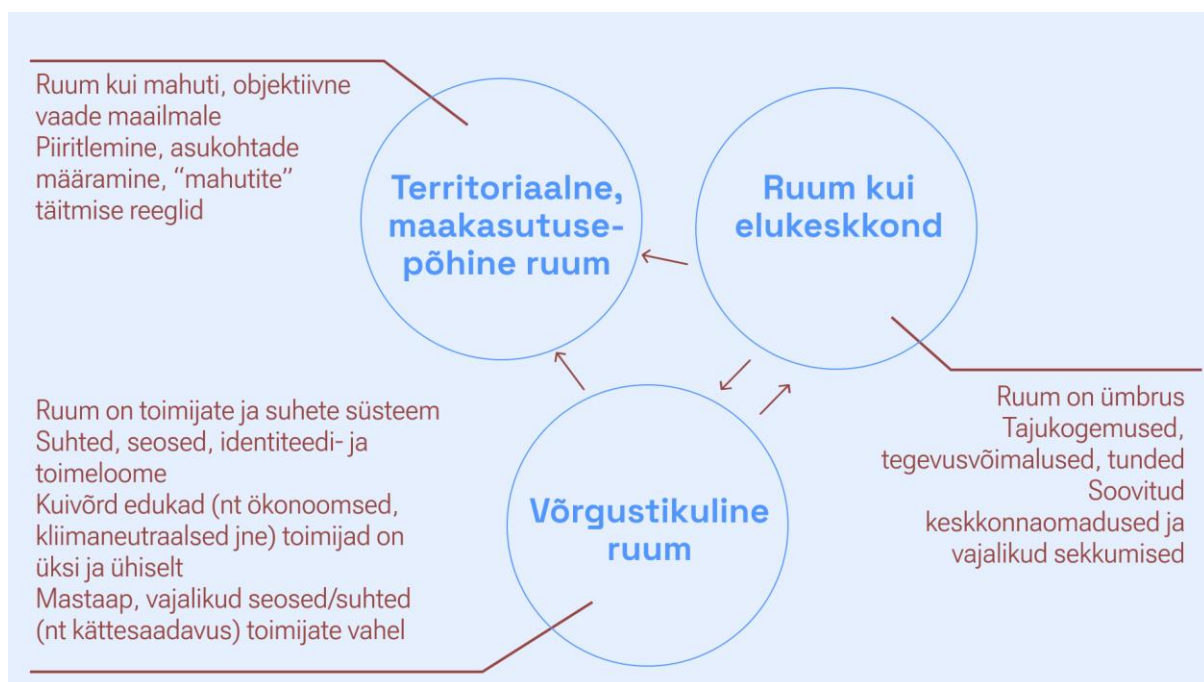 Ruum kui mahuti, objektiivne
vaade maailmale
Piiritlemine, asukohtade
määramine, “mahutite”
täitmise reeglid
Territoriaalne,
maakasutuse-
põhine ruum
Ruum kui
elukeskkond
Ruum on toimijate ja suhete süsteem
Suhted, seosed, identiteedi- ja
toimeloome
Kuivõrd edukad (nt ökonoomsed,
kliimaneutraalsed jne) toimijad on
üksi ja ühiselt
Mastaap, vajalikud seosed/suhted
(nt kättesaadavus) toimijate vahel
Võrgustikuline
ruum
Ruum on ümbrus
Tajukogemused,
tegevusvõimalused, tunded
Soovitud
keskkonnaomadused ja
vajalikud sekkumised